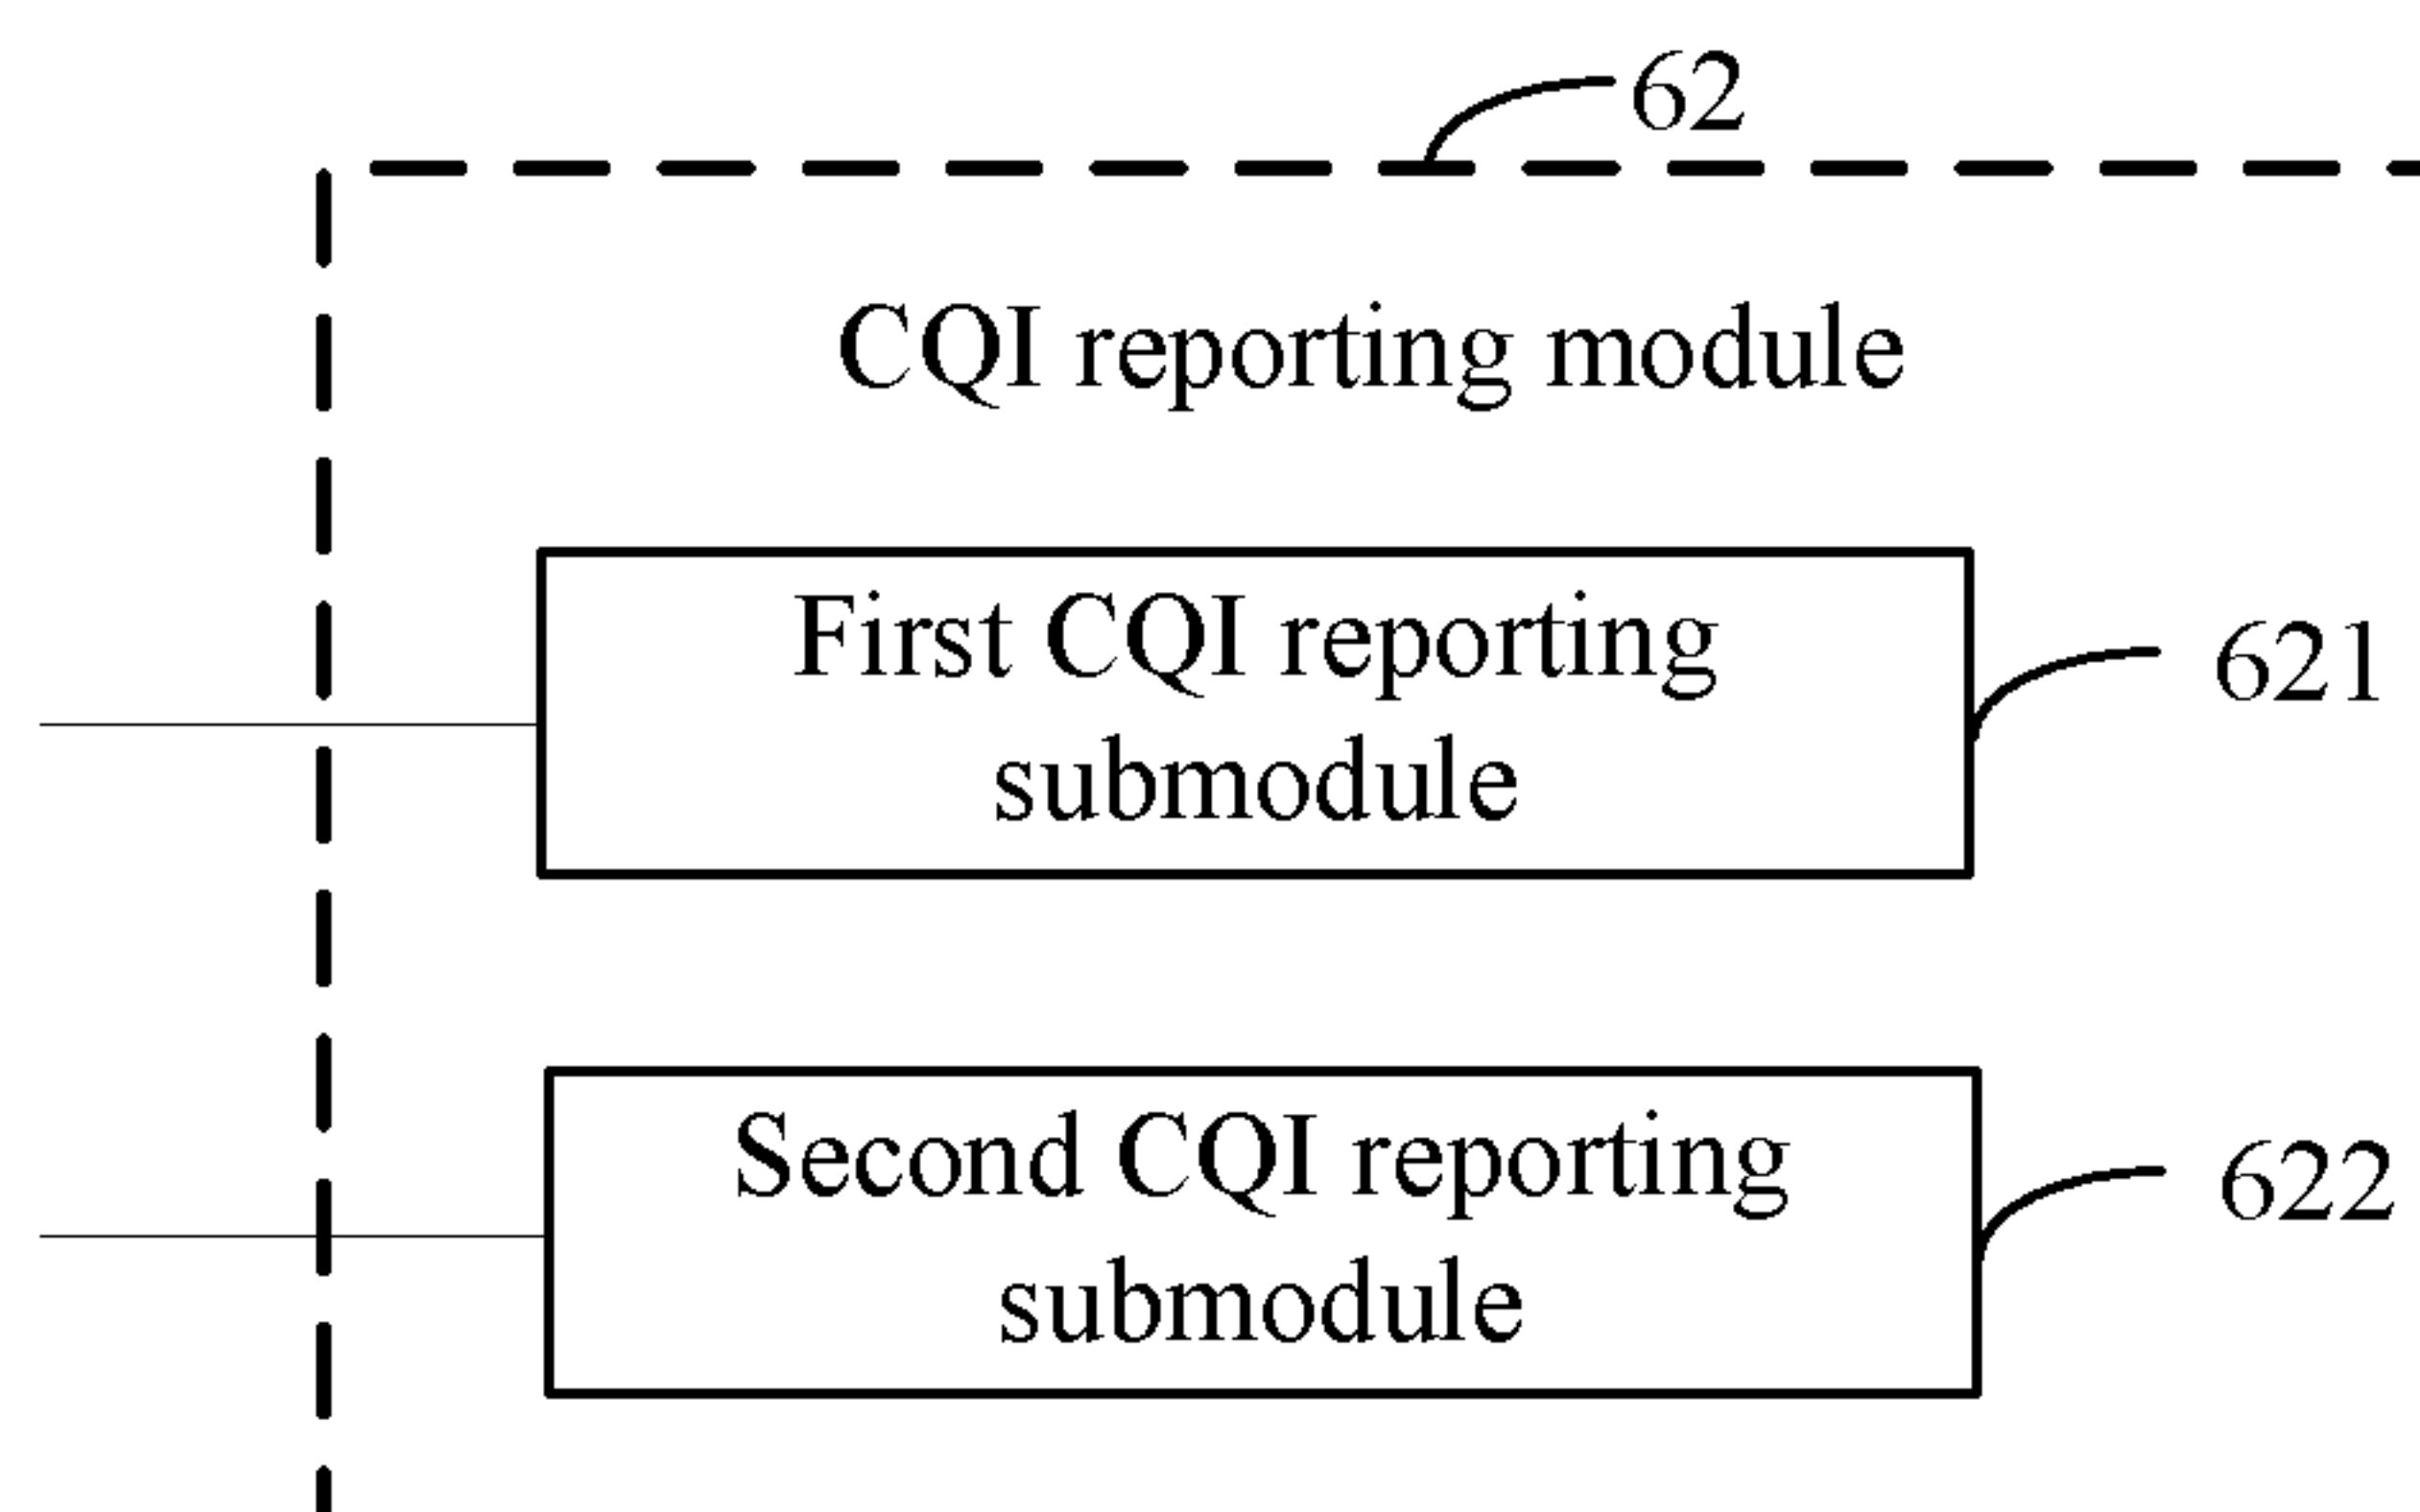 62
CQI reporting module
First CQI reporting
submodule
621
Second CQI reporting
submodule
622